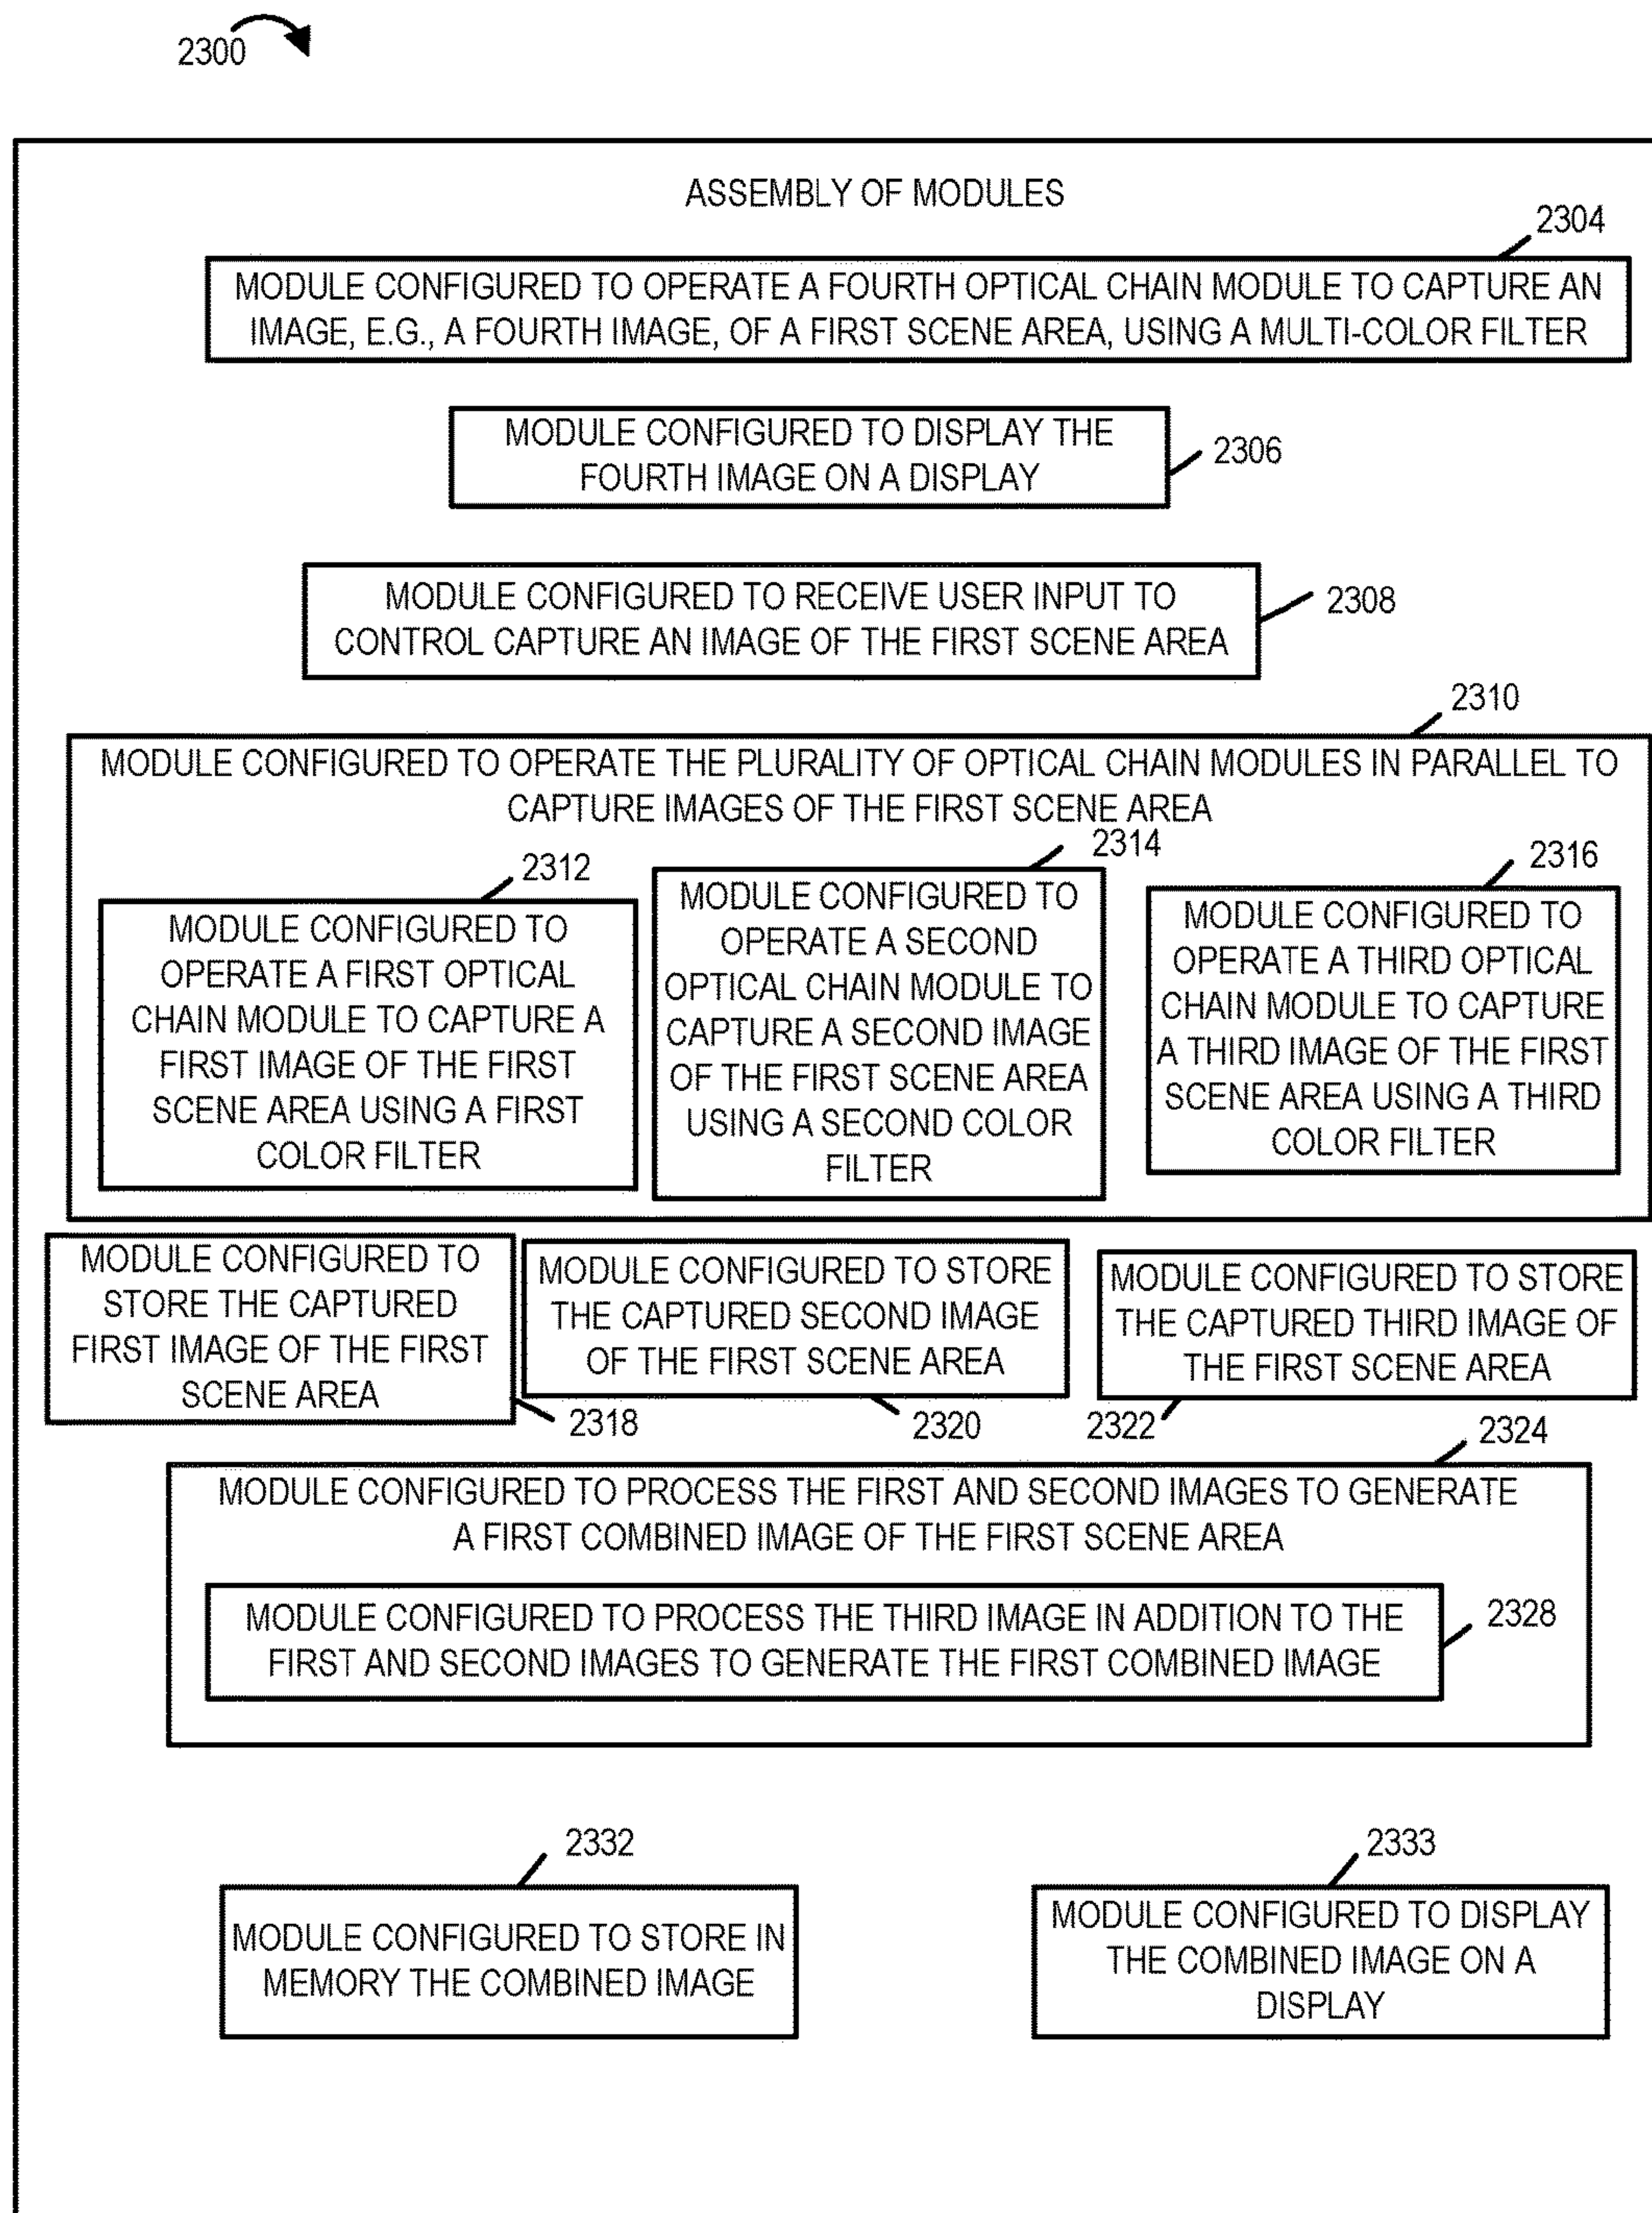 2300
ASSEMBLY OF MODULES
2304
MODULE CONFIGURED TO OPERATE A FOURTH OPTICAL CHAIN MODULE TO CAPTURE AN
IMAGE, E.G., A FOURTH IMAGE, OF A FIRST SCENE AREA, USING A MULTI-COLOR FILTER
MODULE CONFIGURED TO DISPLAY THE
FOURTH IMAGE ON A DISPLAY
2306
MODULE CONFIGURED TO RECEIVE USER INPUT TO
CONTROL CAPTURE AN IMAGE OF THE FIRST SCENE AREA
2308
2310
MODULE CONFIGURED TO OPERATE THE PLURALITY OF OPTICAL CHAIN MODULES IN PARALLEL TO
CAPTURE IMAGES OF THE FIRST SCENE AREA
2312
MODULE CONFIGURED TO
OPERATE A FIRST OPTICAL
CHAIN MODULE TO CAPTURE A
FIRST IMAGE OF THE FIRST
SCENE AREA USING A FIRST
COLOR FILTER
2314
MODULE CONFIGURED TO
OPERATE A SECOND
OPTICAL CHAIN MODULE TO
CAPTURE A SECOND IMAGE
OF THE FIRST SCENE AREA
USING A SECOND COLOR
FILTER
2316
MODULE CONFIGURED TO
OPERATE A THIRD OPTICAL
CHAIN MODULE TO CAPTURE
A THIRD IMAGE OF THE FIRST
SCENE AREA USING A THIRD
COLOR FILTER
MODULE CONFIGURED TO
STORE THE CAPTURED
FIRST IMAGE OF THE FIRST
SCENE AREA
2318
MODULE CONFIGURED TO STORE
THE CAPTURED SECOND IMAGE
OF THE FIRST SCENE AREA
2320
MODULE CONFIGURED TO STORE
THE CAPTURED THIRD IMAGE OF
THE FIRST SCENE AREA
2322
2324
MODULE CONFIGURED TO PROCESS THE FIRST AND SECOND IMAGES TO GENERATE
A FIRST COMBINED IMAGE OF THE FIRST SCENE AREA
MODULE CONFIGURED TO PROCESS THE THIRD IMAGE IN ADDITION TO THE
FIRST AND SECOND IMAGES TO GENERATE THE FIRST COMBINED IMAGE
2328
2332
MODULE CONFIGURED TO STORE IN
MEMORY THE COMBINED IMAGE
2333
MODULE CONFIGURED TO DISPLAY
THE COMBINED IMAGE ON A
DISPLAY